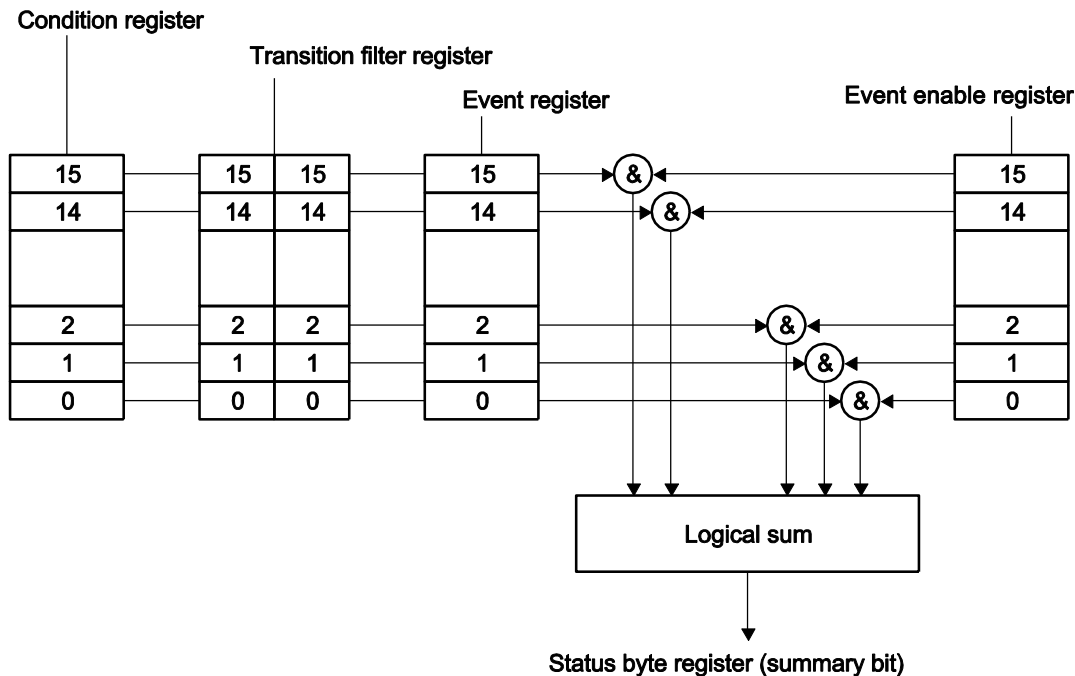 Condition register
Transition filter register
Event register
Event enable register
15 15 15 15 & 15
14 14 14 14 & 14
2 2 2 2 & 2
1 1 1 1 & 1
0 0 0 0 & 0
Logical sum
Status byte register (summary bit)